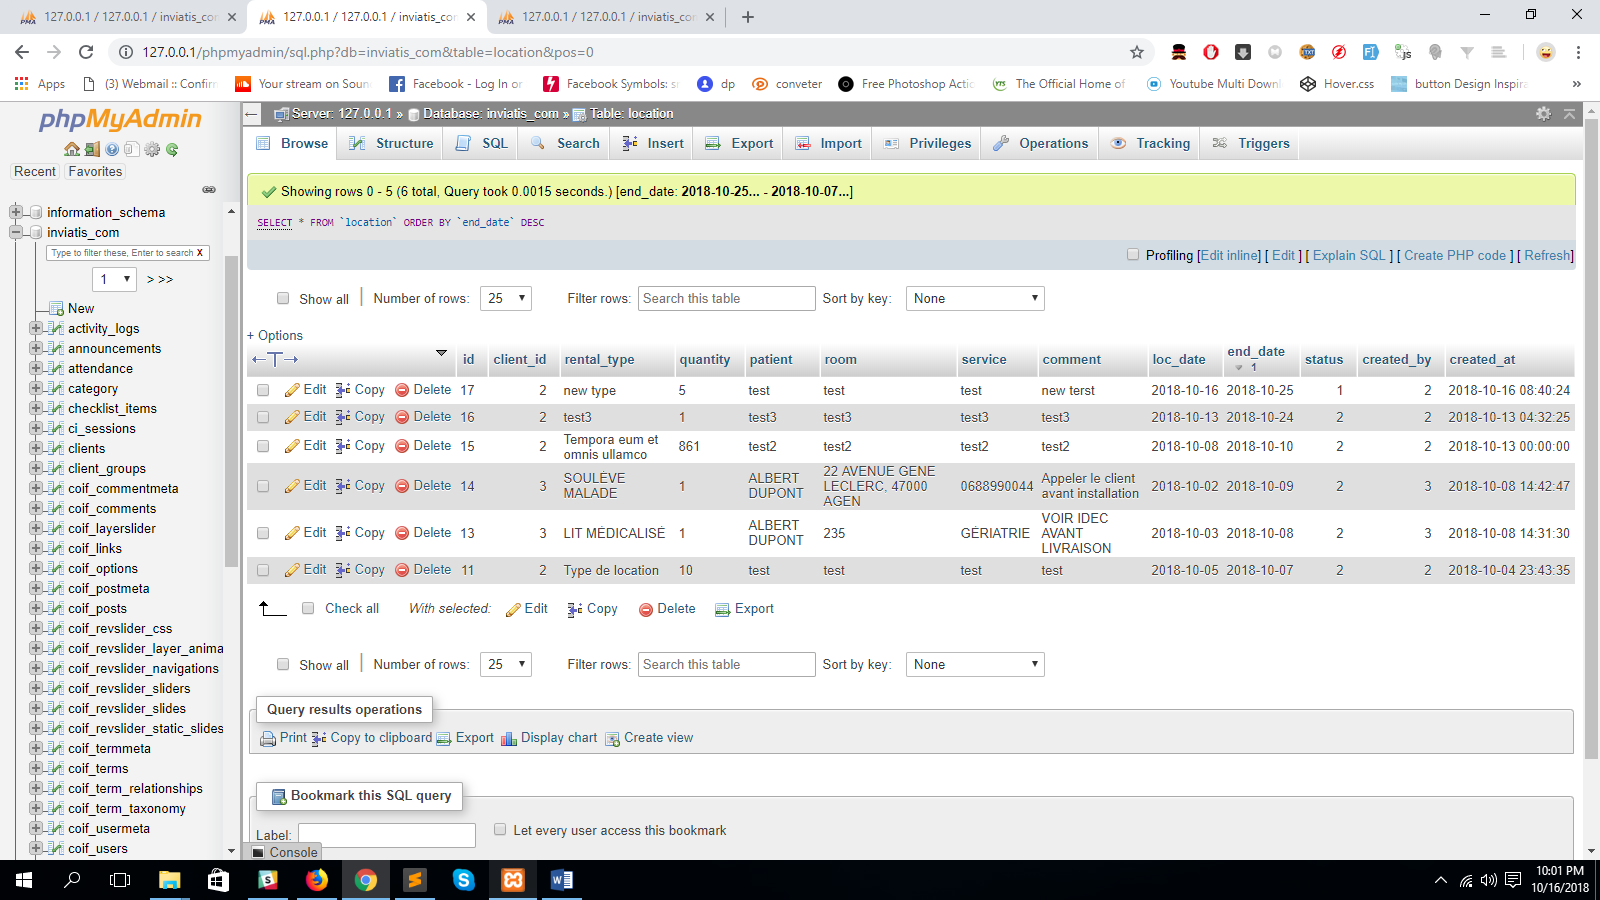 127.0.0.1 / 127.0.0.1 / inviatis_co
127.0.0.1 / 127.0.0.1 / inviatis_co
127.0.0.1 / 127.0.0.1 / inviatis_co
127.0.0.1/phpmyadmin/sql.php?db=inviatis_com&table=location&pos=0
Apps (3) Webmail :: Confirm Your stream on Soun Facebook - Log In or Facebook Symbols: sm dp conveter Free Photoshop Actio The Official Home of Youtube Multi Downl Hover.css button Design Inspira »
phpMyAdmin
Recent Favorites
information_schema
inviatis_com
Type to filter these, Enter to search X
1 > >>
New
activity_logs
announcements
attendance
category
checklist_items
ci_sessions
clients
client_groups
coif_commentmeta
coif_comments
coif_layerslider
coif_links
coif_options
coif_postmeta
coif_posts
coif_revslider_css
coif_revslider_layer_anima
coif_revslider_navigations
coif_revslider_sliders
coif_revslider_slides
coif_revslider_static_slides
coif_termmeta
coif_terms
coif_term_relationships
coif_term_taxonomy
coif_usermeta
coif_users
Server: 127.0.0.1 » Database: inviatis_com » Table: location
Browse Structure SQL Search Insert Export Import Privileges Operations Tracking Triggers
Showing rows 0 - 5 (6 total, Query took 0.0015 seconds.) [end_date: 2018-10-25... - 2018-10-07...]
SELECT * FROM `location` ORDER BY `end_date` DESC
Profiling [Edit inline] [ Edit ] [ Explain SQL ] [ Create PHP code ] [ Refresh]
Show all Number of rows: 25 Filter rows: Search this table Sort by key: None
+ Options
←T→ id client_id rental_type quantity patient room service comment loc_date end_date 1 status created_by created_at
Edit Copy Delete 17 2 new type 5 test test test new terst 2018-10-16 2018-10-25 1 2 2018-10-16 08:40:24
Edit Copy Delete 16 2 test3 1 test3 test3 test3 test3 2018-10-13 2018-10-24 2 2 2018-10-13 04:32:25
Edit Copy Delete 15 2 Tempora eum et omnis ullamco 861 test2 test2 test2 test2 2018-10-08 2018-10-10 2 2 2018-10-13 00:00:00
Edit Copy Delete 14 3 SOULÈVE MALADE 1 ALBERT DUPONT 22 AVENUE GENE LECLERC, 47000 AGEN 0688990044 Appeler le client avant installation 2018-10-02 2018-10-09 2 3 2018-10-08 14:42:47
Edit Copy Delete 13 3 LIT MÉDICALISÉ 1 ALBERT DUPONT 235 GÉRIATRIE VOIR IDEC AVANT LIVRAISON 2018-10-03 2018-10-08 2 3 2018-10-08 14:31:30
Edit Copy Delete 11 2 Type de location 10 test test test test 2018-10-05 2018-10-07 2 2 2018-10-04 23:43:35
Check all With selected: Edit Copy Delete Export
Show all Number of rows: 25 Filter rows: Search this table Sort by key: None
Query results operations
Print Copy to clipboard Export Display chart Create view
Bookmark this SQL query
Label: Let every user access this bookmark
Console
10:01 PM
10/16/2018